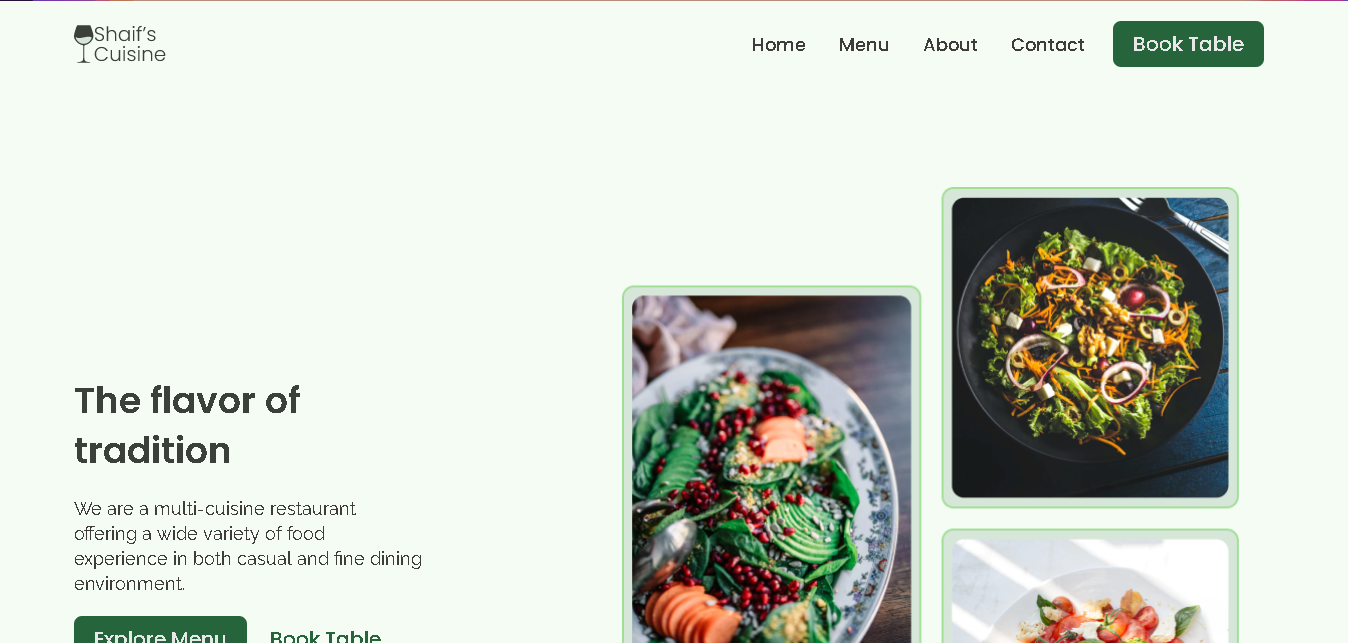 Shaif's
Cuisine
Home Menu About Contact Book Table
The flavor of
tradition
We are a multi-cuisine restaurant
offering a wide variety of food
experience in both casual and fine dining
environment.
Explore Menu Book Table